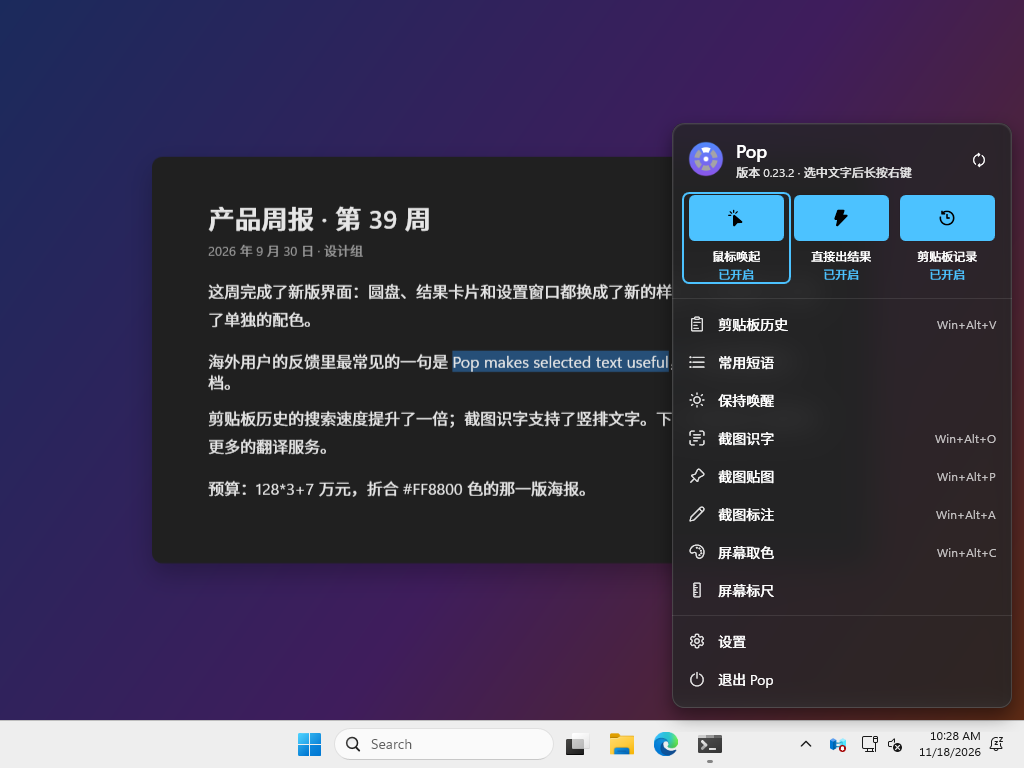 产品周报 · 第 39 周
2026 年 9 月 30 日 · 设计组
这周完成了新版界面：圆盘、结果卡片和设置窗口都换成了新的样
了单独的配色。
海外用户的反馈里最常见的一句是 Pop makes selected text useful.
档。
剪贴板历史的搜索速度提升了一倍；截图识字支持了竖排文字。下
更多的翻译服务。
预算：128*3+7 万元，折合 #FF8800 色的那一版海报。
Pop
版本 0.23.2 · 选中文字后长按右键
鼠标唤起 直接出结果 剪贴板记录
已开启 已开启 已开启
剪贴板历史 Win+Alt+V
常用短语
保持唤醒
截图识字 Win+Alt+O
截图贴图 Win+Alt+P
截图标注 Win+Alt+A
屏幕取色 Win+Alt+C
屏幕标尺
设置
退出 Pop
Search
10:28 AM
11/18/2026